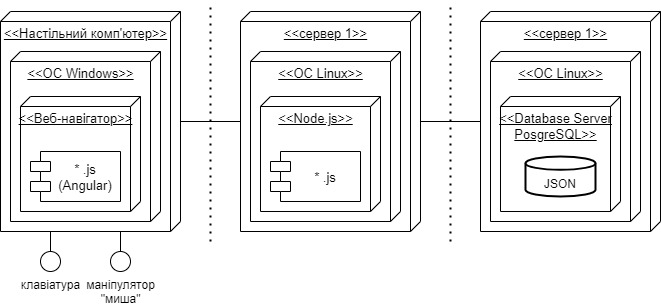 <<Настільний комп'ютер>>
<<ОС Windows>>
<<Веб-навігатор>>
* .js
(Angular)
клавіатура
маніпулятор
"миша"
<<сервер 1>>
<<ОС Linux>>
<<Node.js>>
* .js
<<сервер 1>>
<<ОС Linux>>
<<Database Server
PosgreSQL>>
JSON